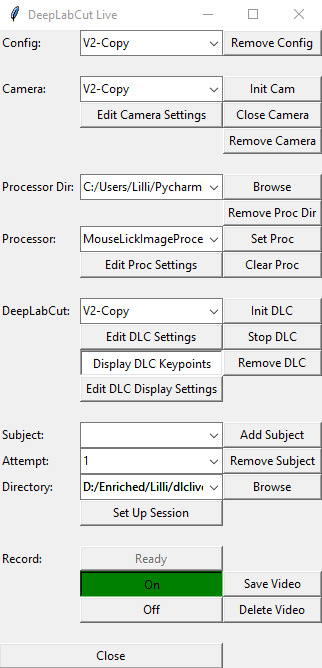 DeepLabCut Live
Config: V2-Copy Remove Config
Camera: V2-Copy Init Cam
Edit Camera Settings Close Camera
Remove Camera
Processor Dir: C:/Users/Lilli/Pycharm Browse
Remove Proc Dir
Processor: MouseLickImageProce Set Proc
Edit Proc Settings Clear Proc
DeepLabCut: V2-Copy Init DLC
Edit DLC Settings Stop DLC
Display DLC Keypoints Remove DLC
Edit DLC Display Settings
Subject: Add Subject
Attempt: 1 Remove Subject
Directory: D:/Enriched/Lilli/dlclive Browse
Set Up Session
Record: Ready
On Save Video
Off Delete Video
Close